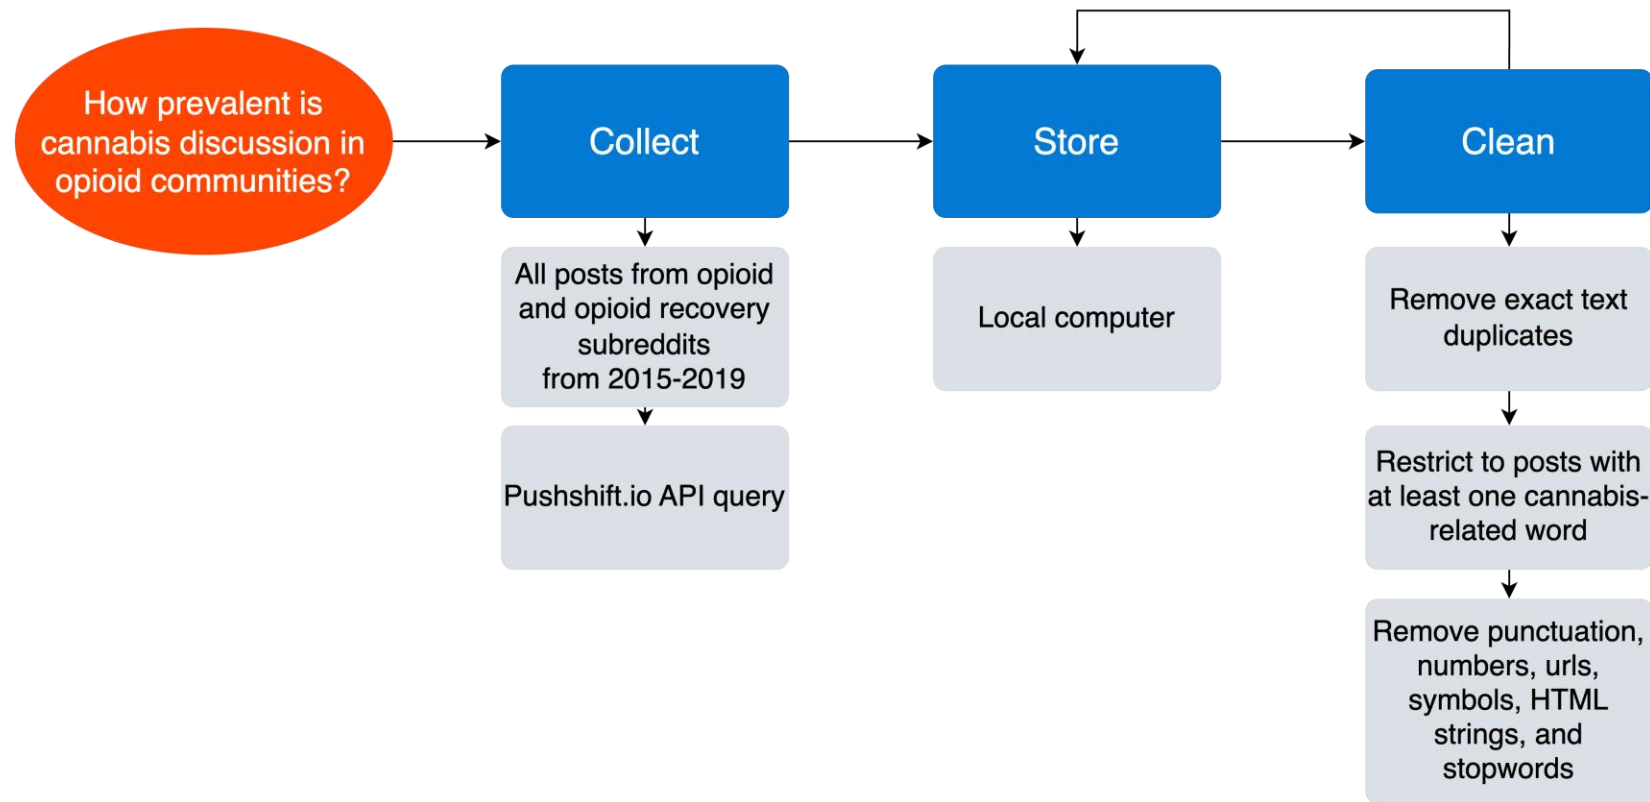 How prevalent is
cannabis discussion in
opioid communities?
Collect
Store
Clean
All posts from opioid
and opioid recovery
subreddits
from 2015-2019
Pushshift.io API query
Local computer
Remove exact text
duplicates
Restrict to posts with
at least one cannabis-
related word
Remove punctuation,
numbers, urls,
symbols, HTML
strings, and
stopwords